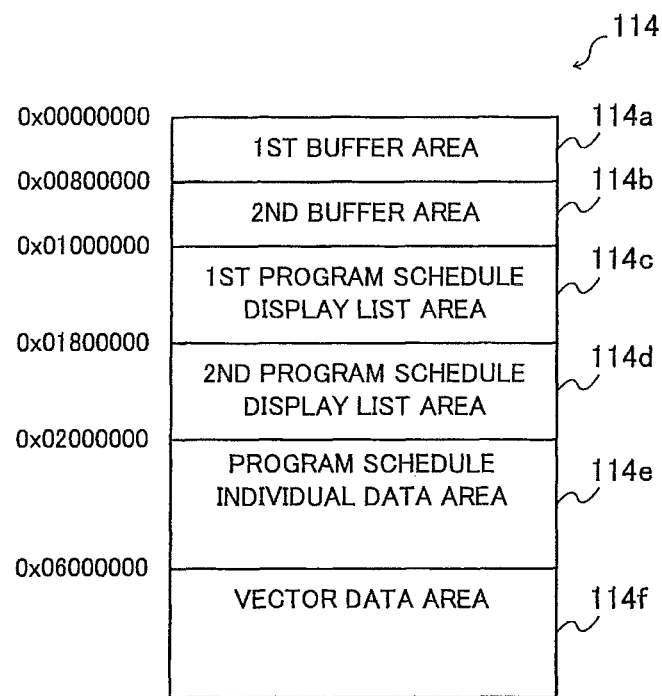 114
0x00000000
114a
1ST BUFFER AREA
0x00800000
114b
2ND BUFFER AREA
0x01000000
114c
1ST PROGRAM SCHEDULE
DISPLAY LIST AREA
0x01800000
114d
2ND PROGRAM SCHEDULE
DISPLAY LIST AREA
0x02000000
PROGRAM SCHEDULE
INDIVIDUAL DATA AREA
114e
0x06000000
VECTOR DATA AREA
114f